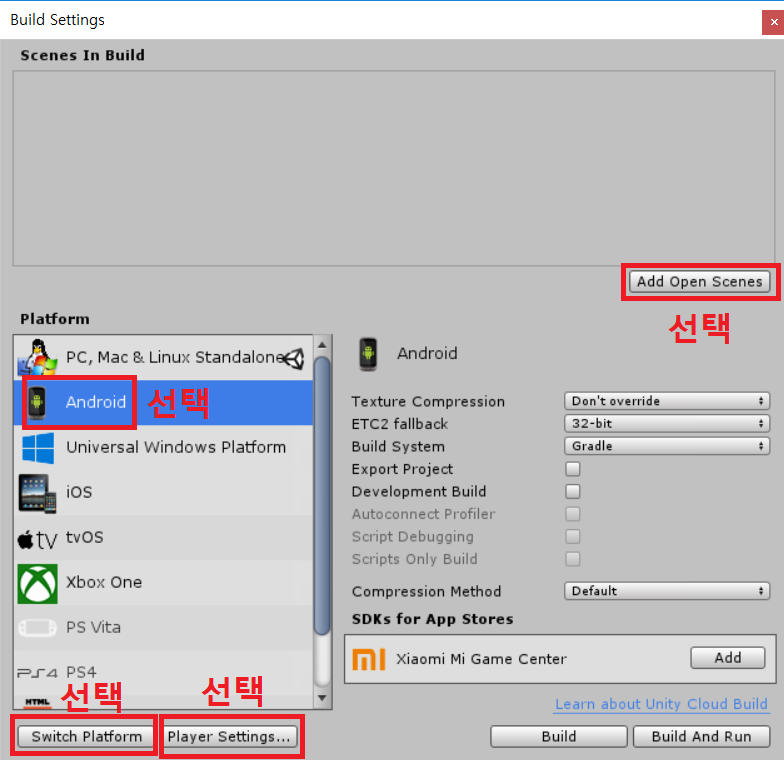 Build Settings
Scenes In Build
Add Open Scenes
선택
Platform
PC, Mac & Linux Standalone
Android
선택
Universal Windows Platform
iOS
tv
tvOS
Xbox One
PS Vita
PS4
PS4
HTML
선택
선택
Switch Platform
Player Settings...
Android
Texture Compression
Don't override
ETC2 fallback
32-bit
Build System
Gradle
Export Project
Development Build
Autoconnect Profiler
Script Debugging
Scripts Only Build
Compression Method
Default
SDKs for App Stores
MI
Xiaomi Mi Game Center
Add
Learn about Unity Cloud Build
Build
Build And Run